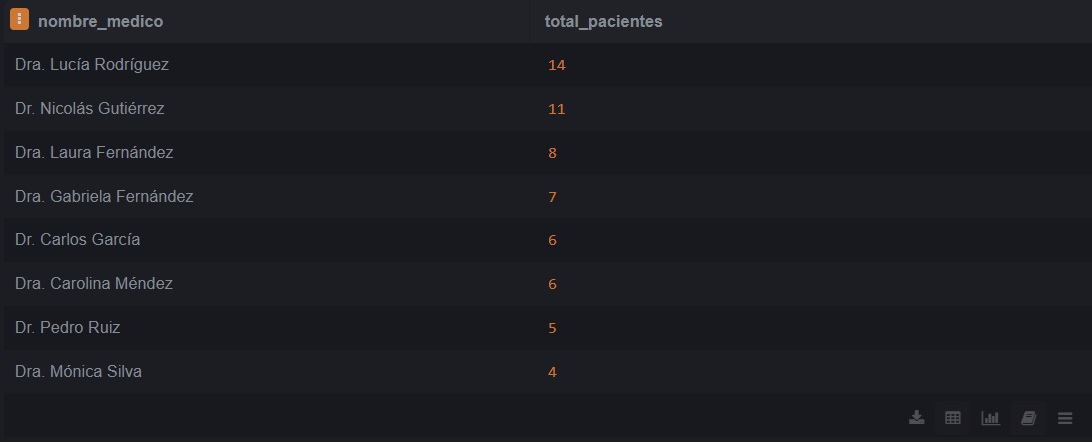 nombre_medico total_pacientes
Dra. Lucía Rodríguez 14
Dr. Nicolás Gutiérrez 11
Dra. Laura Fernández 8
Dra. Gabriela Fernández 7
Dr. Carlos García 6
Dra. Carolina Méndez 6
Dr. Pedro Ruiz 5
Dra. Mónica Silva 4